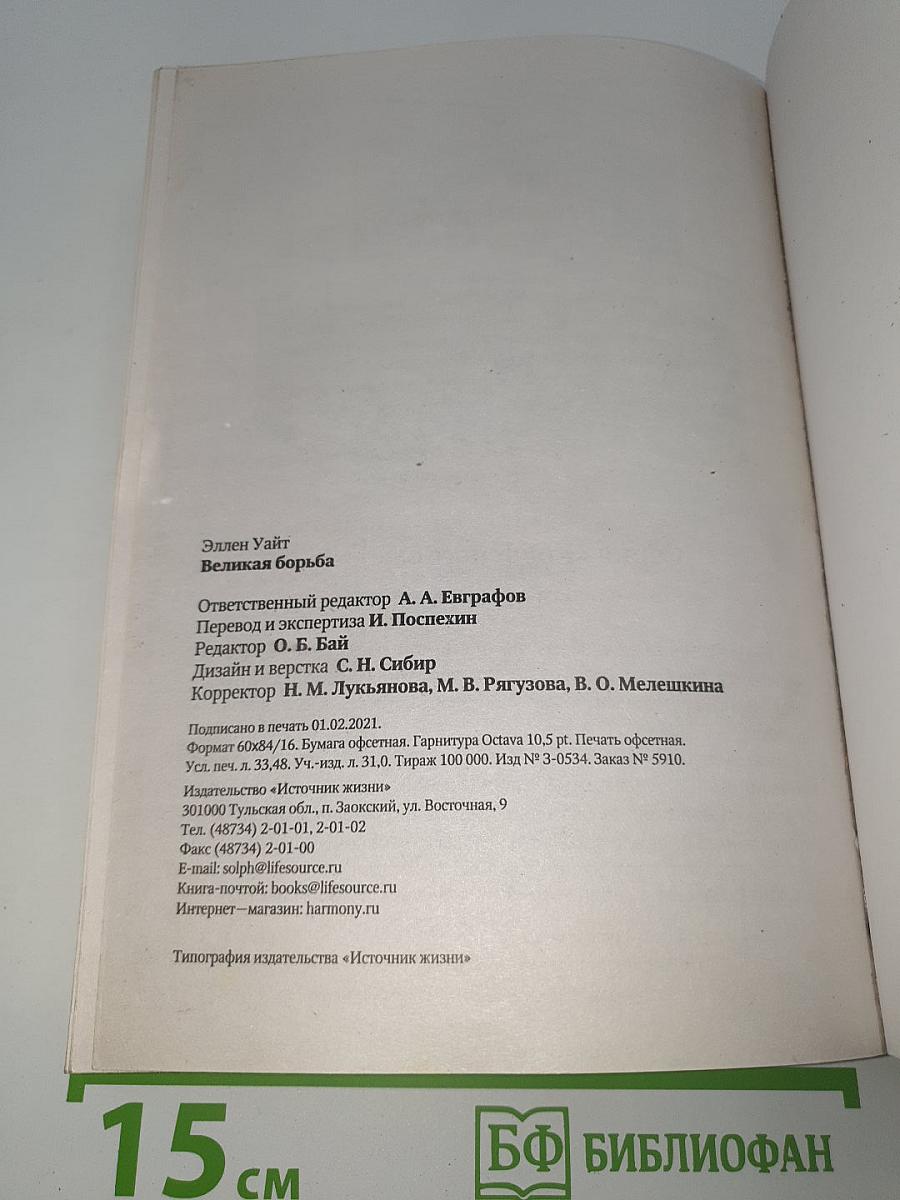 Эллен Уайт
Великая борьба
Ответственный редактор А. А. Евграфов
Перевод и экспертиза И. Поспехин
Редактор О. Б. Бай
Дизайн и верстка С. Н. Сибир
Корректор Н. М. Лукьянова, М. В. Рягузова, В. О. Мелешкина
Подписано в печать 01.02.2021.
Формат 60х84/16. Бумага офсетная. Гарнитура Octava 10,5 pt. Печать офсетная.
Усл. печ. л. 33,48. Уч.-изд. л. 31,0. Тираж 100 000. Изд № З-0534. Заказ № 5910.
Издательство «Источник жизни»
301000 Тульская обл., п. Заокский, ул. Восточная, 9
Тел. (48734) 2-01-01, 2-01-02
Факс (48734) 2-01-00
E-mail: solph@lifesource.ru
Книга-почтой: books@lifesource.ru
Интернет—магазин: harmony.ru
Типография издательства «Источник жизни»
15 см
БФ БИБЛИОФАН